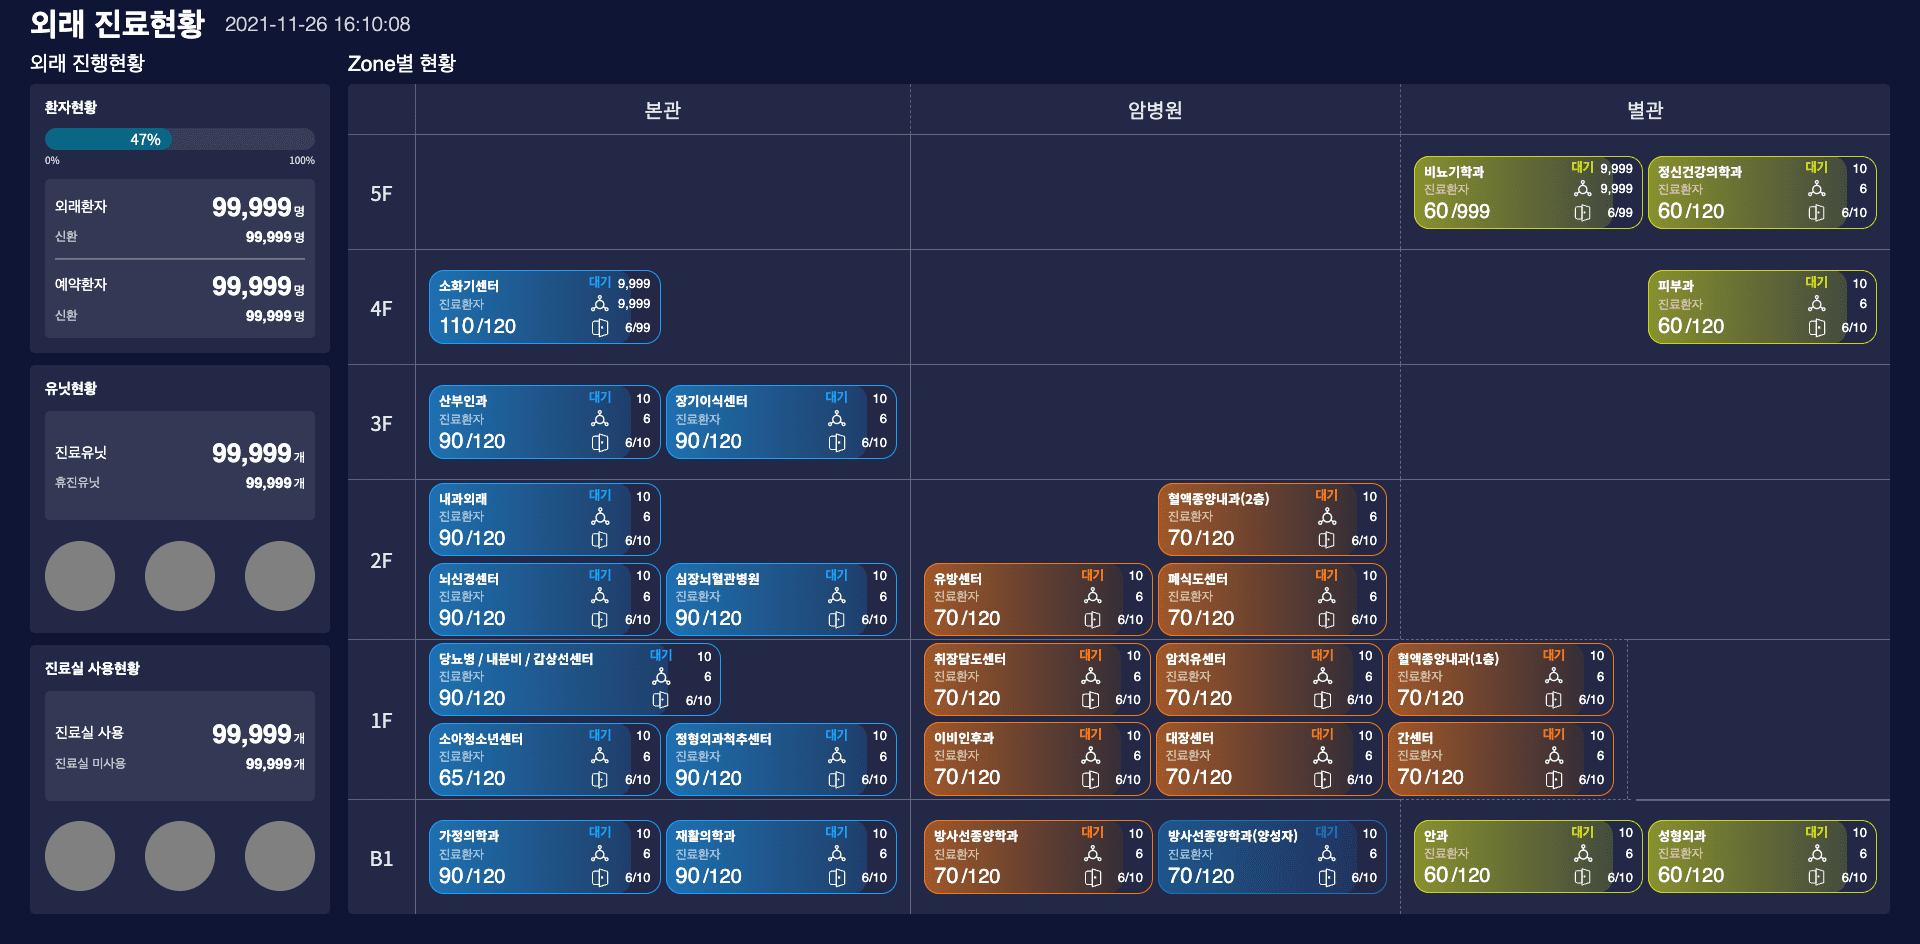 외래 진료현황 2021-11-26 16:10:08
외래 진행현황
환자현황
47%
0% 100%
외래환자 99,999 명
신환 99,999 명
예약환자 99,999 명
신환 99,999 명
유닛현황
진료유닛 99,999 개
휴진유닛 99,999 개
진료실 사용현황
진료실 사용 99,999 개
진료실 미사용 99,999 개
Zone별 현황
본관 암병원 별관
5F
비뇨기학과 대기 9,999
진료환자 9,999
60/999 6/99
정신건강의학과 대기 10
진료환자 6
60/120 6/10
4F
소화기센터 대기 9,999
진료환자 9,999
110/120 6/99
피부과 대기 10
진료환자 6
60/120 6/10
3F
산부인과 대기 10
진료환자 6
90/120 6/10
장기이식센터 대기 10
진료환자 6
90/120 6/10
2F
내과외래 대기 10
진료환자 6
90/120 6/10
혈액종양내과(2층) 대기 10
진료환자 6
70/120 6/10
뇌신경센터 대기 10
진료환자 6
90/120 6/10
심장뇌혈관병원 대기 10
진료환자 6
90/120 6/10
유방센터 대기 10
진료환자 6
70/120 6/10
폐식도센터 대기 10
진료환자 6
70/120 6/10
1F
당뇨병 / 내분비 / 갑상선센터 대기 10
진료환자 6
90/120 6/10
취장담도센터 대기 10
진료환자 6
70/120 6/10
암치유센터 대기 10
진료환자 6
70/120 6/10
혈액종양내과(1층) 대기 10
진료환자 6
70/120 6/10
소아청소년센터 대기 10
진료환자 6
65/120 6/10
정형외과척추센터 대기 10
진료환자 6
90/120 6/10
이비인후과 대기 10
진료환자 6
70/120 6/10
대장센터 대기 10
진료환자 6
70/120 6/10
간센터 대기 10
진료환자 6
70/120 6/10
B1
가정의학과 대기 10
진료환자 6
90/120 6/10
재활의학과 대기 10
진료환자 6
90/120 6/10
방사선종양학과 대기 10
진료환자 6
70/120 6/10
방사선종양학과(양성자) 대기 10
진료환자 6
70/120 6/10
안과 대기 10
진료환자 6
60/120 6/10
성형외과 대기 10
진료환자 6
60/120 6/10